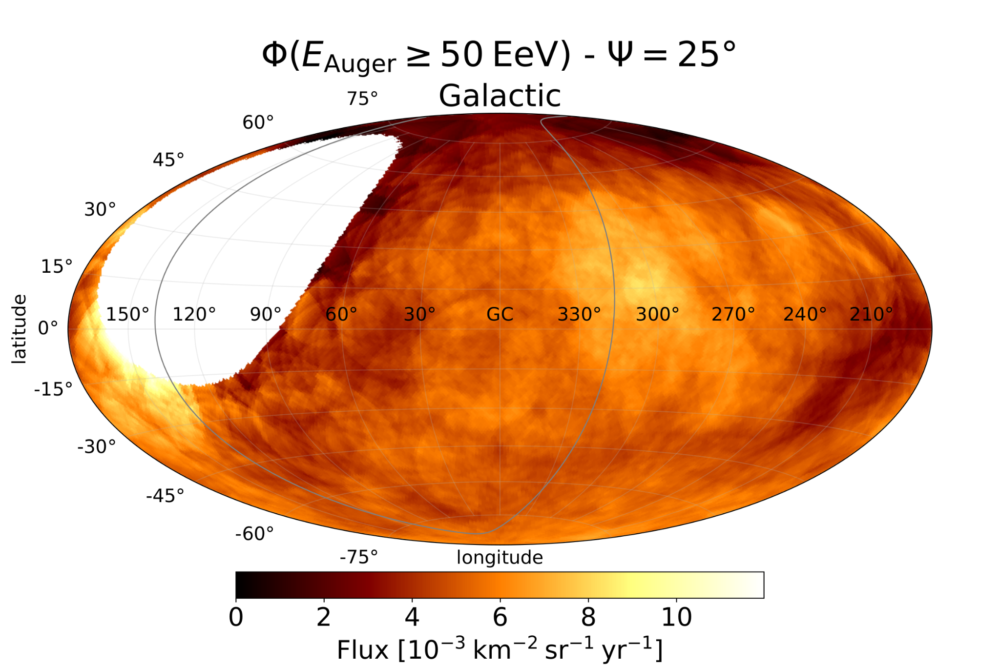 Φ(E_Auger ≥ 50 EeV) - Ψ = 25°
Galactic
75°
60°
45°
30°
15°
150° 120° 90° 60° 30° GC 330° 300° 270° 240° 210°
0°
latitude
-15°
-30°
-45°
-60°
-75°
longitude
0 2 4 6 8 10
Flux [10⁻³ km⁻² sr⁻¹ yr⁻¹]